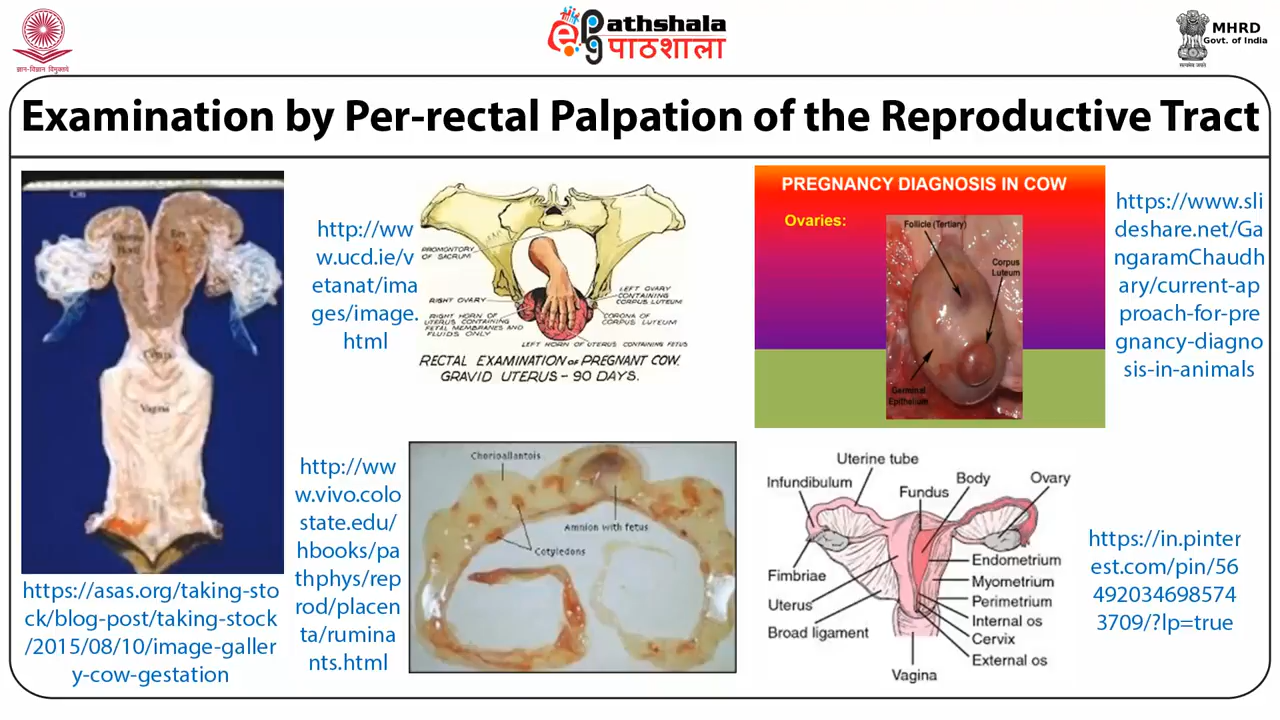 ज्ञान-विज्ञान विमुक्तये
ePathshala
पाठशाला
MHRD
Govt. of India
सत्यमेव जयते
Examination by Per-rectal Palpation of the Reproductive Tract
Cervix
Vagina
https://asas.org/taking-sto
ck/blog-post/taking-stock
/2015/08/10/image-galler
y-cow-gestation
http://ww
w.ucd.ie/v
etanat/ima
ges/image.
html
PROMONTORY
OF SACRUM
RIGHT OVARY
RIGHT HORN OF
UTERUS CONTAINING
FETAL MEMBRANES AND
FLUIDS ONLY
LEFT OVARY
CONTAINING
CORPUS LUTEUM
CORONA OF
CORPUS LUTEUM
LEFT HORN OF UTERUS CONTAINING FETUS
RECTAL EXAMINATION OF PREGNANT COW.
GRAVID UTERUS – 90 DAYS.
PREGNANCY DIAGNOSIS IN COW
Ovaries:
Follicle (Tertiary)
Corpus
Luteum
Germinal
Epithelium
https://www.sli
deshare.net/Ga
ngaramChaudh
ary/current-ap
proach-for-pre
gnancy-diagno
sis-in-animals
http://ww
w.vivo.colo
state.edu/
hbooks/pa
thphys/rep
rod/placen
ta/rumina
nts.html
Chorioallantois
Amnion with fetus
Cotyledons
Uterine tube
Infundibulum
Fundus
Body
Ovary
Fimbriae
Uterus
Broad ligament
Endometrium
Myometrium
Perimetrium
Internal os
Cervix
External os
Vagina
https://in.pinter
est.com/pin/56
492034698574
3709/?lp=true